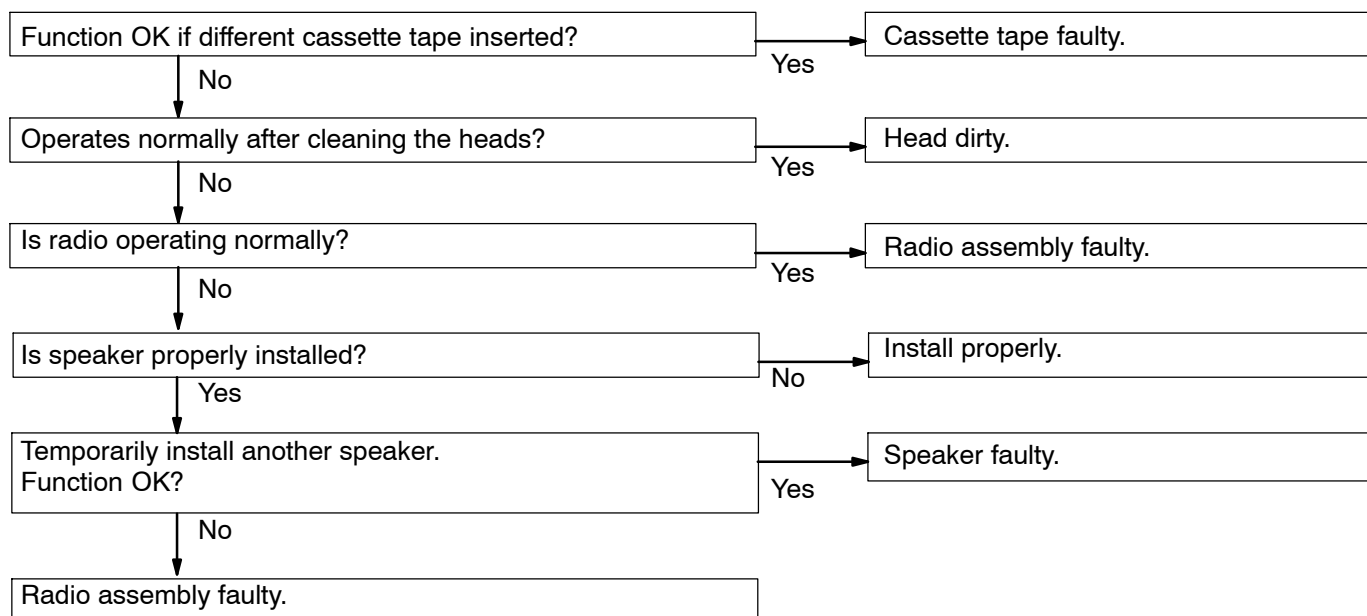 Function OK if different cassette tape inserted?
Yes
Cassette tape faulty.
No
Operates normally after cleaning the heads?
Yes
Head dirty.
No
Is radio operating normally?
Yes
Radio assembly faulty.
No
Is speaker properly installed?
No
Install properly.
Yes
Temporarily install another speaker.
Function OK?
Yes
Speaker faulty.
No
Radio assembly faulty.